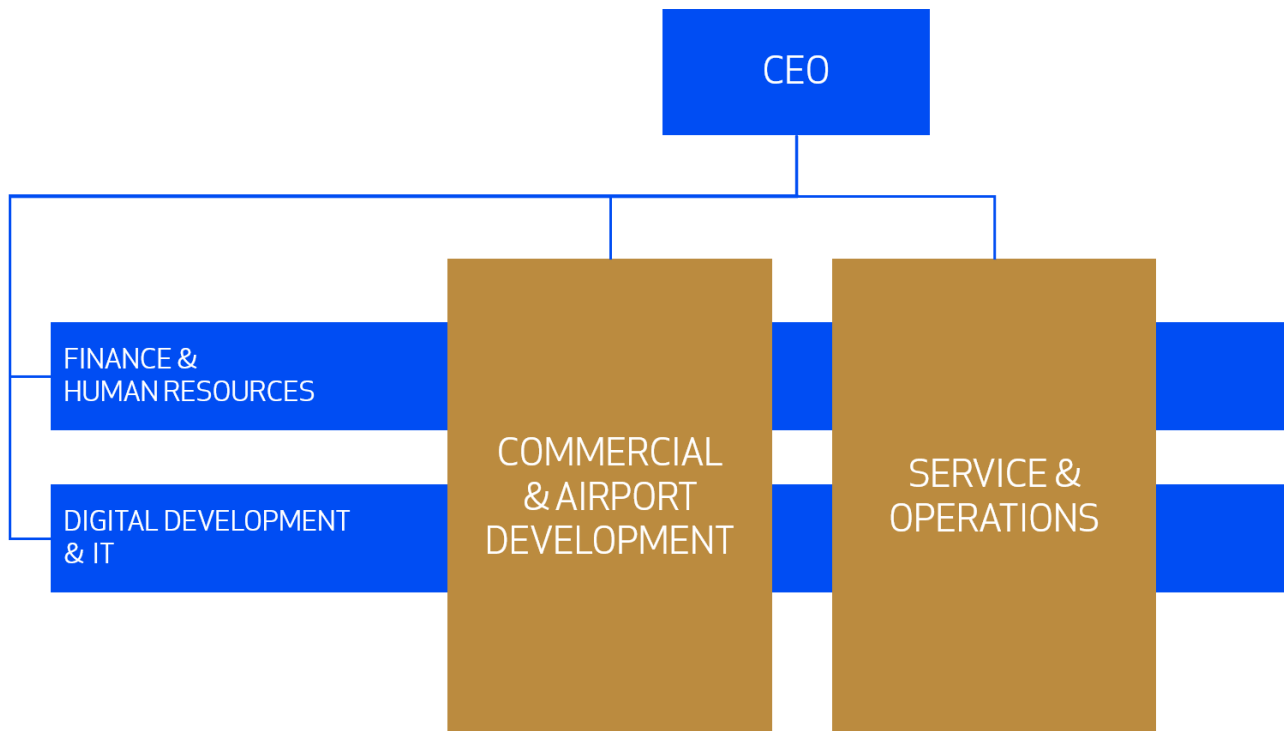 CEO
FINANCE &
HUMAN RESOURCES
DIGITAL DEVELOPMENT
& IT
COMMERCIAL
& AIRPORT
DEVELOPMENT
SERVICE &
OPERATIONS